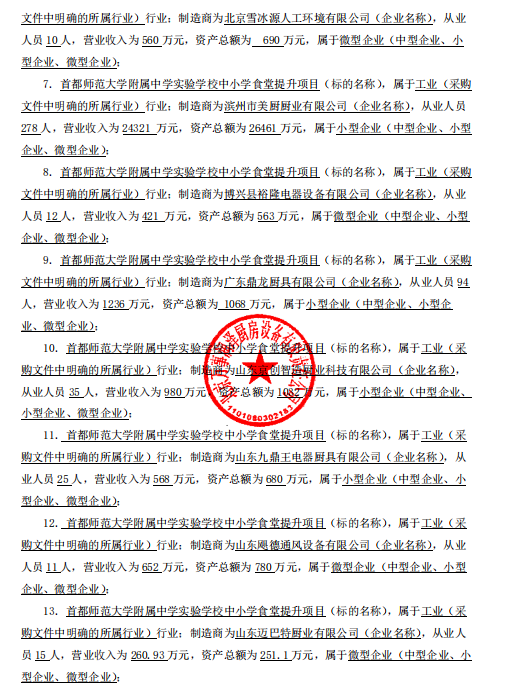 文件中明确的所属行业）行业；制造商为北京雪冰源人工环境有限公司（企业名称），从业
人员 10 人，营业收入为 560 万元，资产总额为 690 万元，属于微型企业（中型企业、小
型企业、微型企业）；
7. 首都师范大学附属中学实验学校中小学食堂提升项目（标的名称），属于工业（采购
文件中明确的所属行业）行业；制造商为滨州市美厨厨业有限公司（企业名称），从业人员
278 人，营业收入为 24321 万元，资产总额为 26461 万元，属于小型企业（中型企业、小型
企业、微型企业）；
8. 首都师范大学附属中学实验学校中小学食堂提升项目（标的名称），属于工业（采购
文件中明确的所属行业）行业；制造商为博兴县裕隆电器设备有限公司（企业名称），从业
人员 12 人，营业收入为 421 万元，资产总额为 563 万元，属于微型企业（中型企业、小型
企业、微型企业）；
9. 首都师范大学附属中学实验学校中小学食堂提升项目（标的名称），属于工业（采购
文件中明确的所属行业）行业；制造商为广东鼎龙厨具有限公司（企业名称），从业人员 94
人，营业收入为 1236 万元，资产总额为 1068 万元，属于小型企业（中型企业、小型企
业、微型企业）；
10. 首都师范大学附属中学实验学校中小学食堂提升项目（标的名称），属于工业（采
购文件中明确的所属行业）行业；制造商为山东 创智 厨业科技有限公司（企业名称），
从业人员 35 人，营业收入为 980 万元，资产总额为 1082 万元，属于小型企业（中型企业、
小型企业、微型企业）；
11. 首都师范大学附属中学实验学校中小学食堂提升项目（标的名称），属于工业（采
购文件中明确的所属行业）行业；制造商为山东九鼎王电器厨具有限公司（企业名称），从
业人员 25 人，营业收入为 568 万元，资产总额为 680 万元，属于小型企业（中型企业、小
型企业、微型企业）；
12. 首都师范大学附属中学实验学校中小学食堂提升项目（标的名称），属于工业（采
购文件中明确的所属行业）行业；制造商为山东飓德通风设备有限公司（企业名称），从业
人员 11 人，营业收入为 652 万元，资产总额为 780 万元，属于微型企业（中型企业、小型
企业、微型企业）；
13. 首都师范大学附属中学实验学校中小学食堂提升项目（标的名称），属于工业（采
购文件中明确的所属行业）行业；制造商为山东迈巴特厨业有限公司（企业名称），从业人
员 15 人，营业收入为 260.93 万元，资产总额为 251.1 万元，属于微型企业（中型企业、小
型企业、微型企业）；
厨房设备有限责任公司
1101080302181